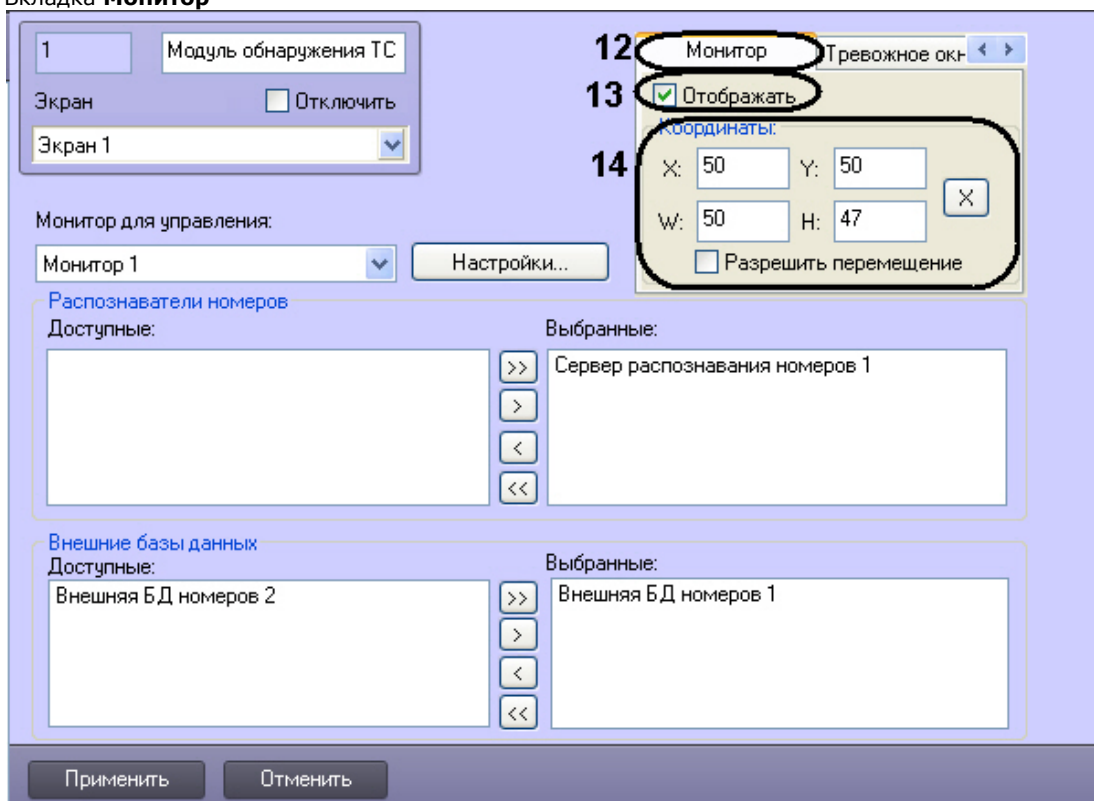 Вкладка Монитор
1 Модуль обнаружения ТС
Экран Отключить
Экран 1
12 Монитор Тревожное окн
13 Отображать
Координаты:
14 X: 50 Y: 50 X
W: 50 H: 47
Разрешить перемещение
Монитор для управления:
Монитор 1 Настройки...
Распознаватели номеров
Доступные: Выбранные:
Сервер распознавания номеров 1
>>
>
<
<<
Внешние базы данных
Доступные: Выбранные:
Внешняя БД номеров 2 >> Внешняя БД номеров 1
>
<
<<
Применить Отменить